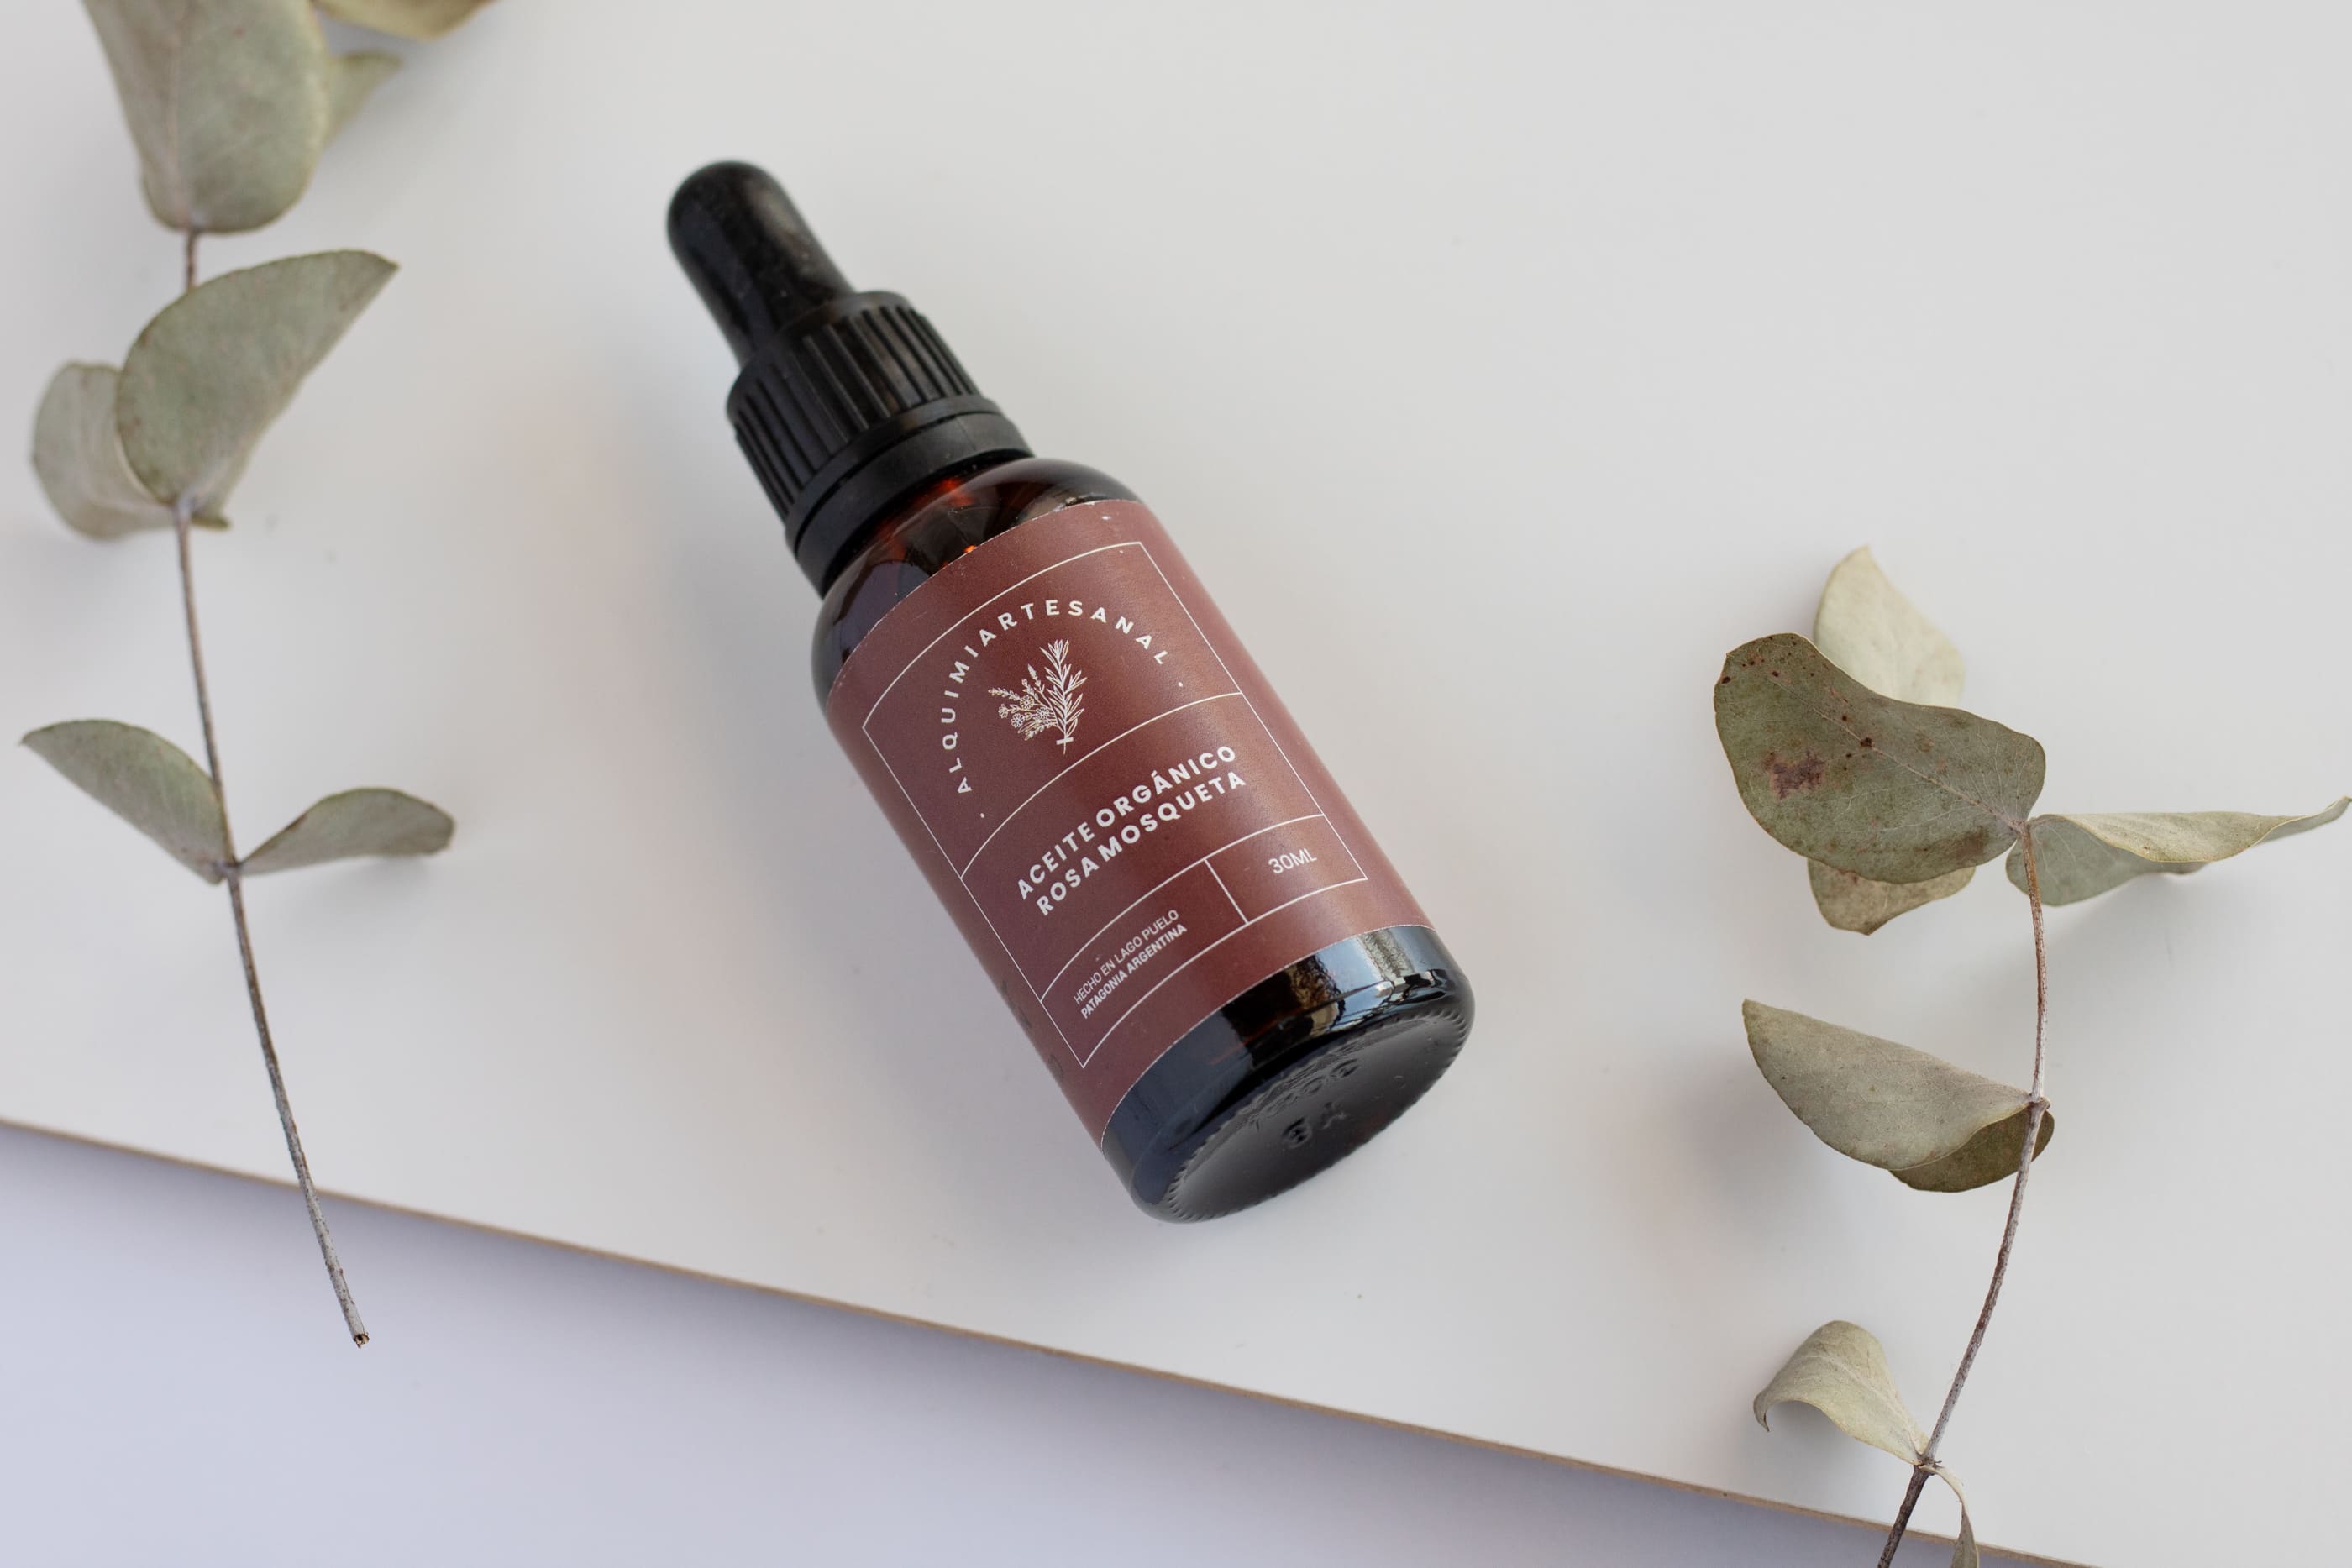 ALQUIMIARTESANAL
ACEITE ORGÁNICO
ROSA MOSQUETA
30ML
HECHO EN LAGO PUELO
PATAGONIA ARGENTINA